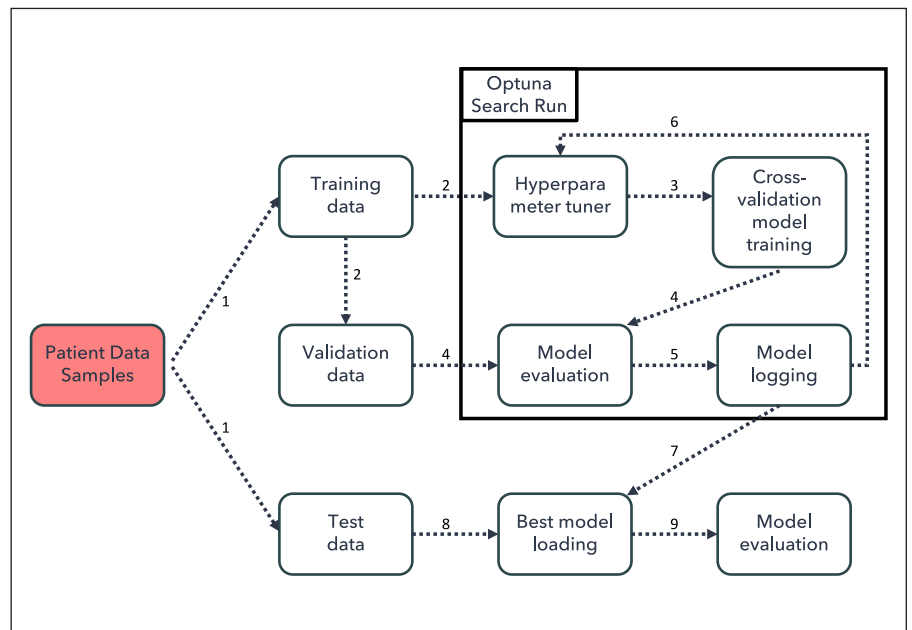 Optuna
Search Run
6
Training
data
2
Hyperpara
meter tuner
3
Cross-
validation
model
training
1
2
4
Patient Data
Samples
Validation
data
4
Model
evaluation
5
Model
logging
1
7
Test
data
8
Best model
loading
9
Model
evaluation